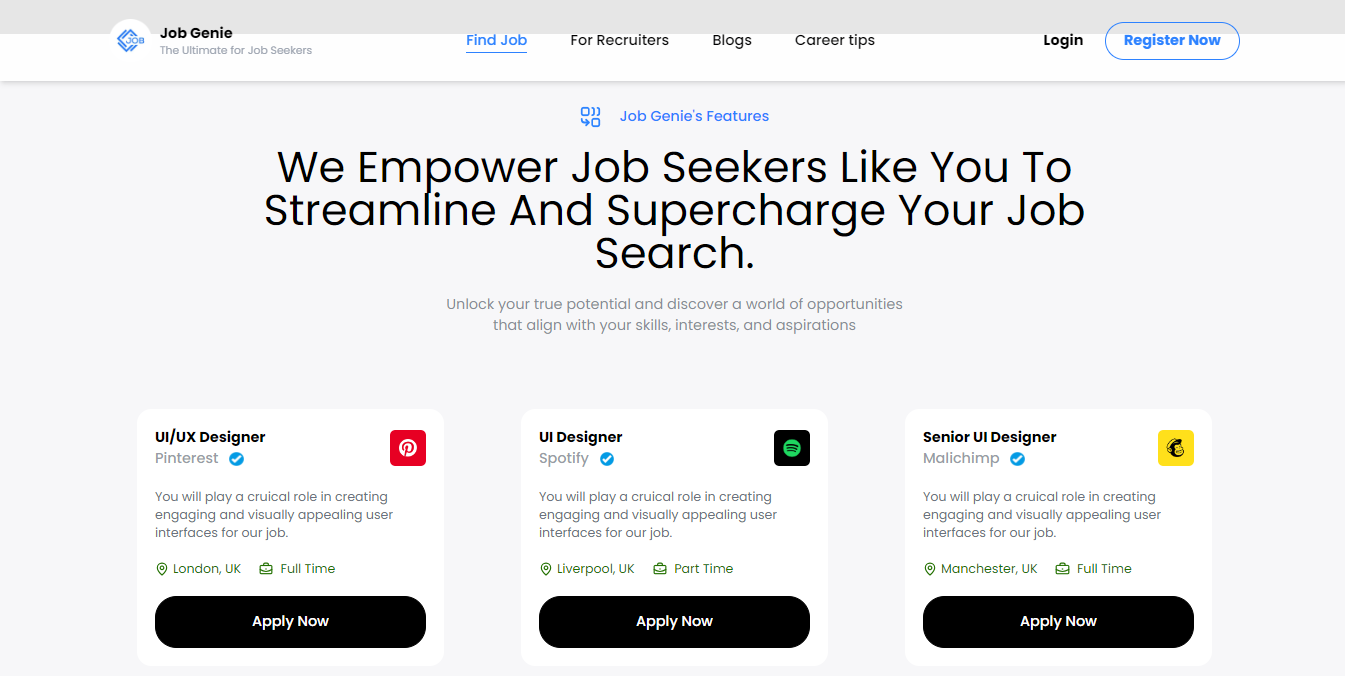 JOB
Job Genie
The Ultimate for Job Seekers
Find Job
For Recruiters
Blogs
Career tips
Login
Register Now
Job Genie's Features
We Empower Job Seekers Like You To
Streamline And Supercharge Your Job
Search.
Unlock your true potential and discover a world of opportunities
that align with your skills, interests, and aspirations
UI/UX Designer
Pinterest
You will play a cruical role in creating
engaging and visually appealing user
interfaces for our job.
London, UK
Full Time
Apply Now
UI Designer
Spotify
You will play a cruical role in creating
engaging and visually appealing user
interfaces for our job.
Liverpool, UK
Part Time
Apply Now
Senior UI Designer
Malichimp
You will play a cruical role in creating
engaging and visually appealing user
interfaces for our job.
Manchester, UK
Full Time
Apply Now